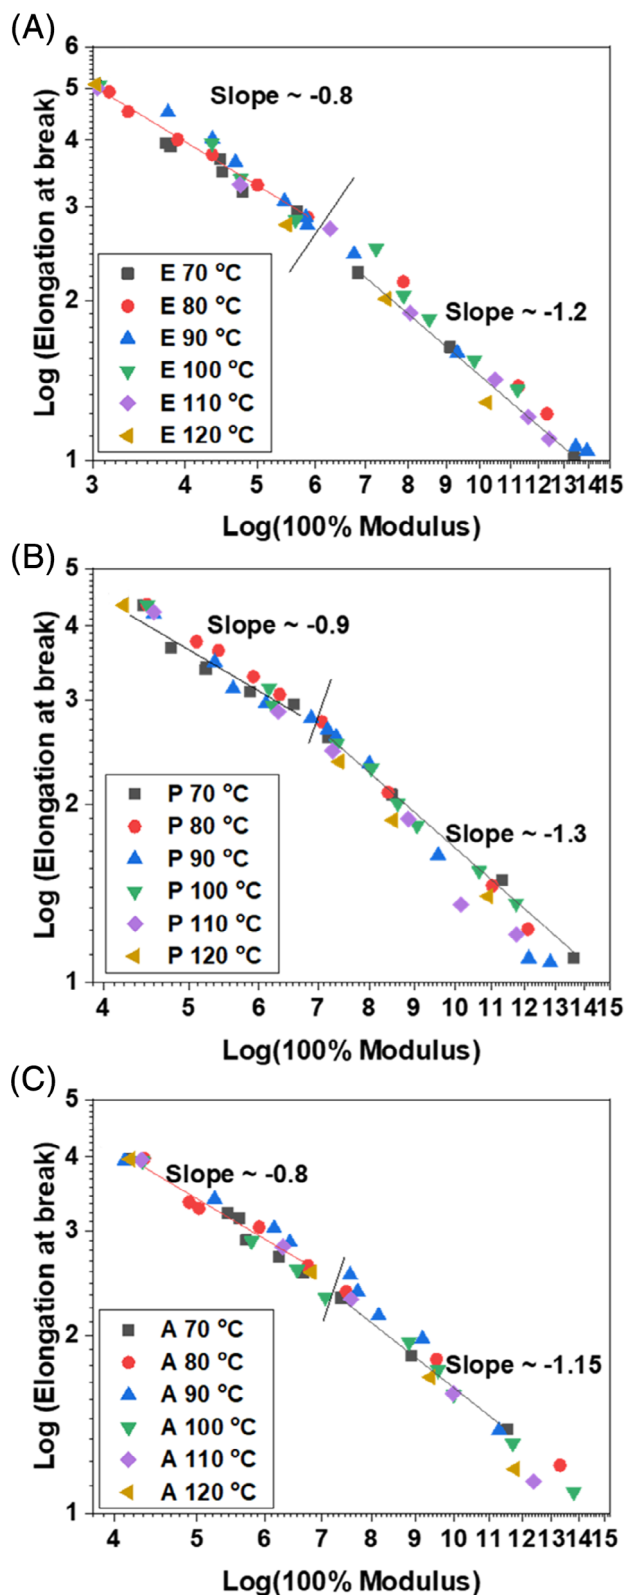 (A)
6
5
4
3
2
1
Log (Elongation at break)
Slope ~ -0.8
Slope ~ -1.2
E 70 °C
E 80 °C
E 90 °C
E 100 °C
E 110 °C
E 120 °C
3 4 5 6 7 8 9 10 11 12 13 14 15
Log(100% Modulus)
(B)
5
4
3
2
1
Log (Elongation at break)
Slope ~ -0.9
Slope ~ -1.3
P 70 °C
P 80 °C
P 90 °C
P 100 °C
P 110 °C
P 120 °C
4 5 6 7 8 9 10 11 12 13 14 15
Log(100% Modulus)
(C)
5
4
3
2
1
Log (Elongation at break)
Slope ~ -0.8
Slope ~ -1.15
A 70 °C
A 80 °C
A 90 °C
A 100 °C
A 110 °C
A 120 °C
4 5 6 7 8 9 10 11 12 13 14 15
Log(100% Modulus)